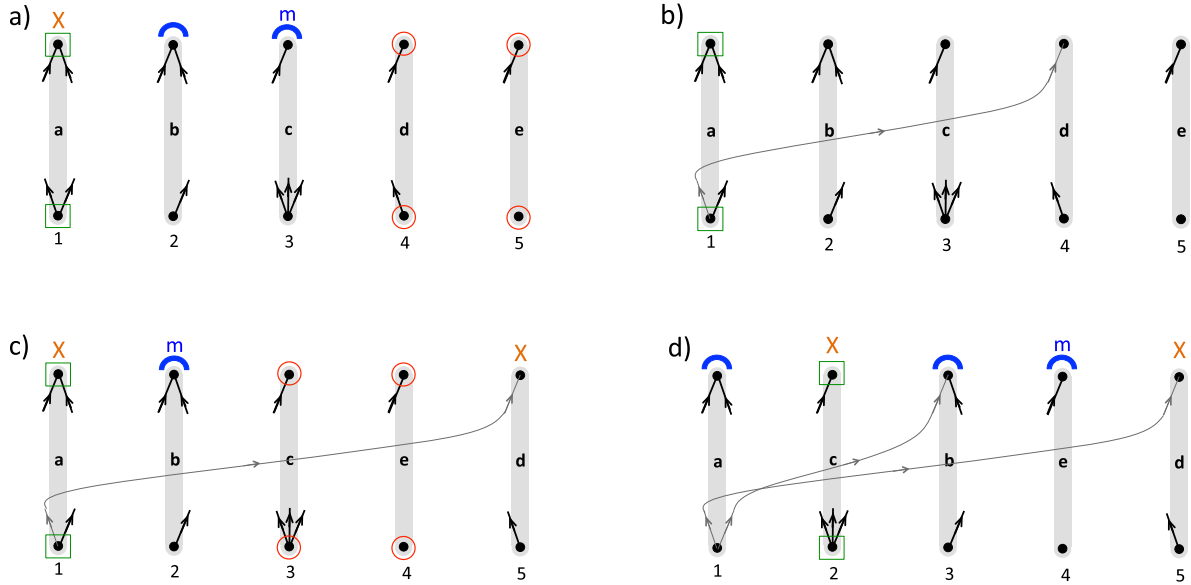 a)
X m
a b c d e
1 2 3 4 5
b)
a b c d e
1 2 3 4 5
c)
X m X
a b c e d
1 2 3 4 5
d)
X m X
a c b e d
1 2 3 4 5